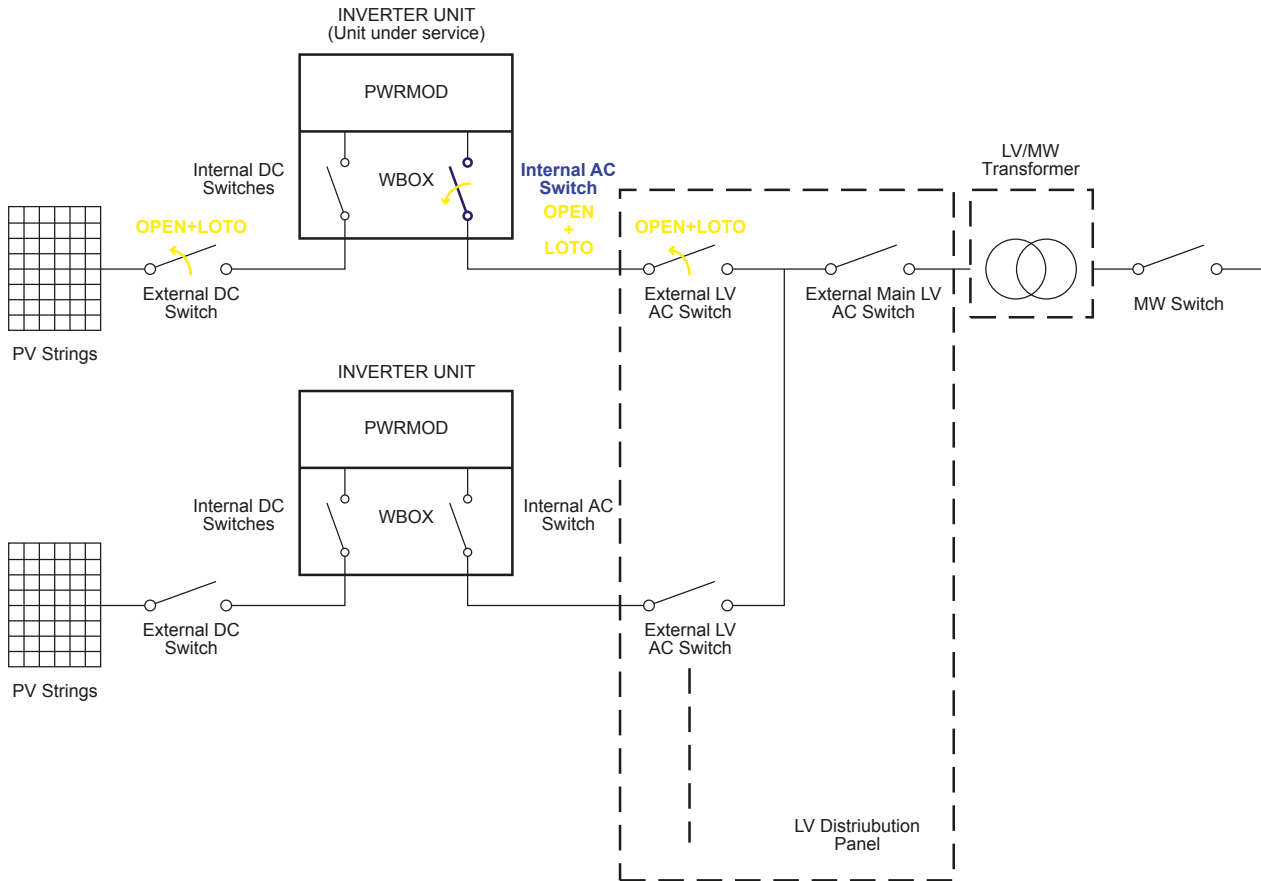 INVERTER UNIT
(Unit under service)
PWRMOD
Internal DC
Switches
WBOX
Internal AC
Switch
OPEN
+
LOTO
OPEN+LOTO
External DC
Switch
PV Strings
OPEN+LOTO
External LV
AC Switch
External Main LV
AC Switch
LV/MW
Transformer
MW Switch
INVERTER UNIT
PWRMOD
Internal DC
Switches
WBOX
Internal AC
Switch
External DC
Switch
PV Strings
External LV
AC Switch
LV Distriubution
Panel